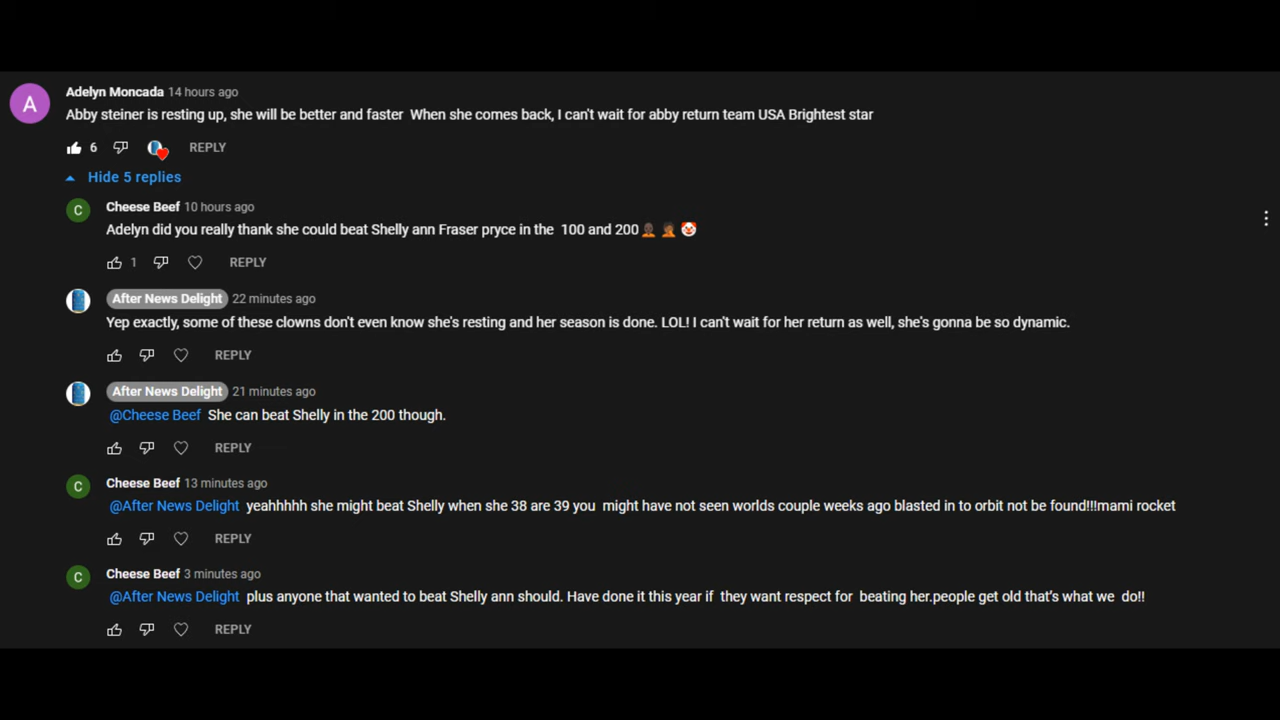 A
Adelyn Moncada 14 hours ago
Abby steiner is resting up, she will be better and faster When she comes back, I can't wait for abby return team USA Brightest star
6 REPLY
Hide 5 replies
C
Cheese Beef 10 hours ago
Adelyn did you really thank she could beat Shelly ann Fraser pryce in the 100 and 200
1 REPLY
After News Delight 22 minutes ago
Yep exactly, some of these clowns don't even know she's resting and her season is done. LOL! I can't wait for her return as well, she's gonna be so dynamic.
REPLY
After News Delight 21 minutes ago
@Cheese Beef She can beat Shelly in the 200 though.
REPLY
C
Cheese Beef 13 minutes ago
@After News Delight yeahhhhh she might beat Shelly when she 38 are 39 you might have not seen worlds couple weeks ago blasted in to orbit not be found!!!mami rocket
REPLY
C
Cheese Beef 3 minutes ago
@After News Delight plus anyone that wanted to beat Shelly ann should. Have done it this year if they want respect for beating her.people get old that's what we do!!
REPLY